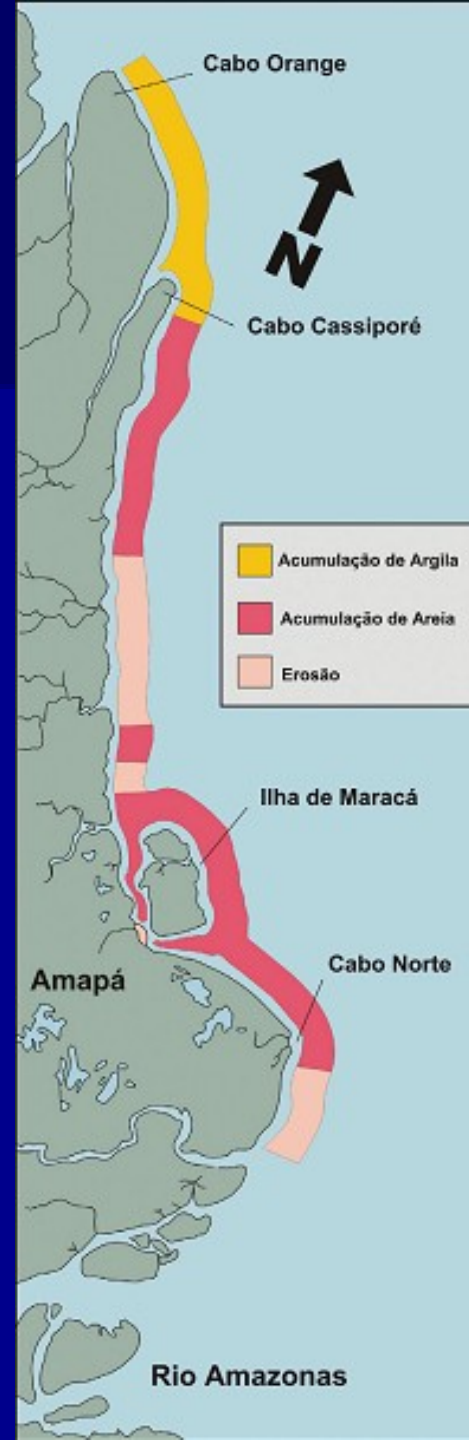 Cabo Orange
N
Cabo Cassiporé
Acumulação de Argila
Acumulação de Areia
Erosão
Ilha de Maracá
Cabo Norte
Amapá
Rio Amazonas